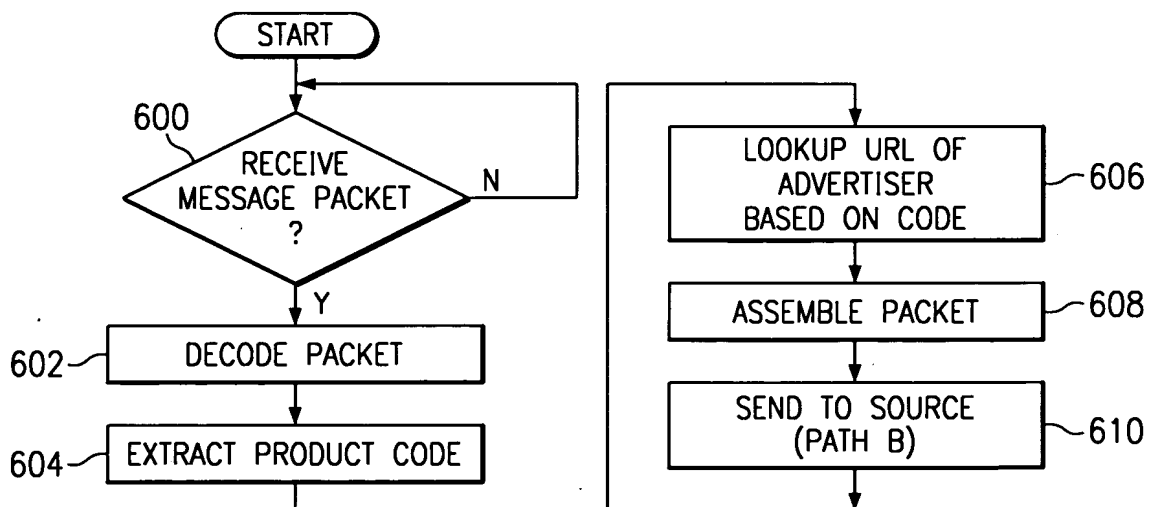 START
600
RECEIVE
MESSAGE PACKET
?
N
Y
602
DECODE PACKET
604
EXTRACT PRODUCT CODE
LOOKUP URL OF
ADVERTISER
BASED ON CODE
606
ASSEMBLE PACKET
608
SEND TO SOURCE
(PATH B)
610